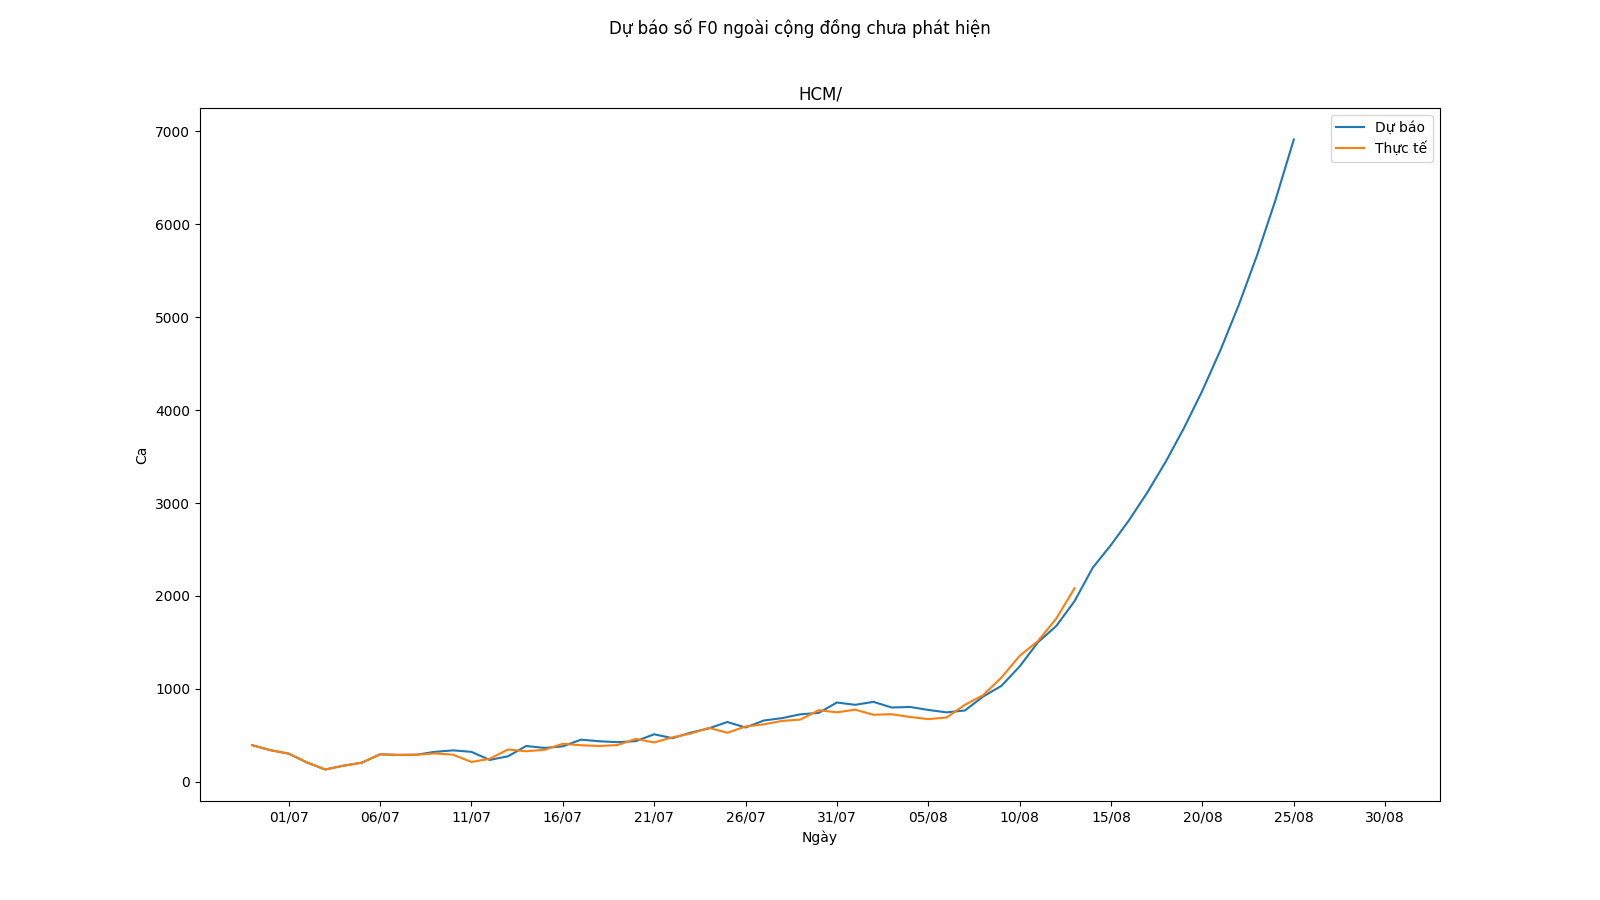 Dự báo số F0 ngoài cộng đồng chưa phát hiện
HCM/
Dự báo
Thực tế
7000
6000
5000
4000
3000
2000
1000
0
Ca
01/07 06/07 11/07 16/07 21/07 26/07 31/07 05/08 10/08 15/08 20/08 25/08 30/08
Ngày